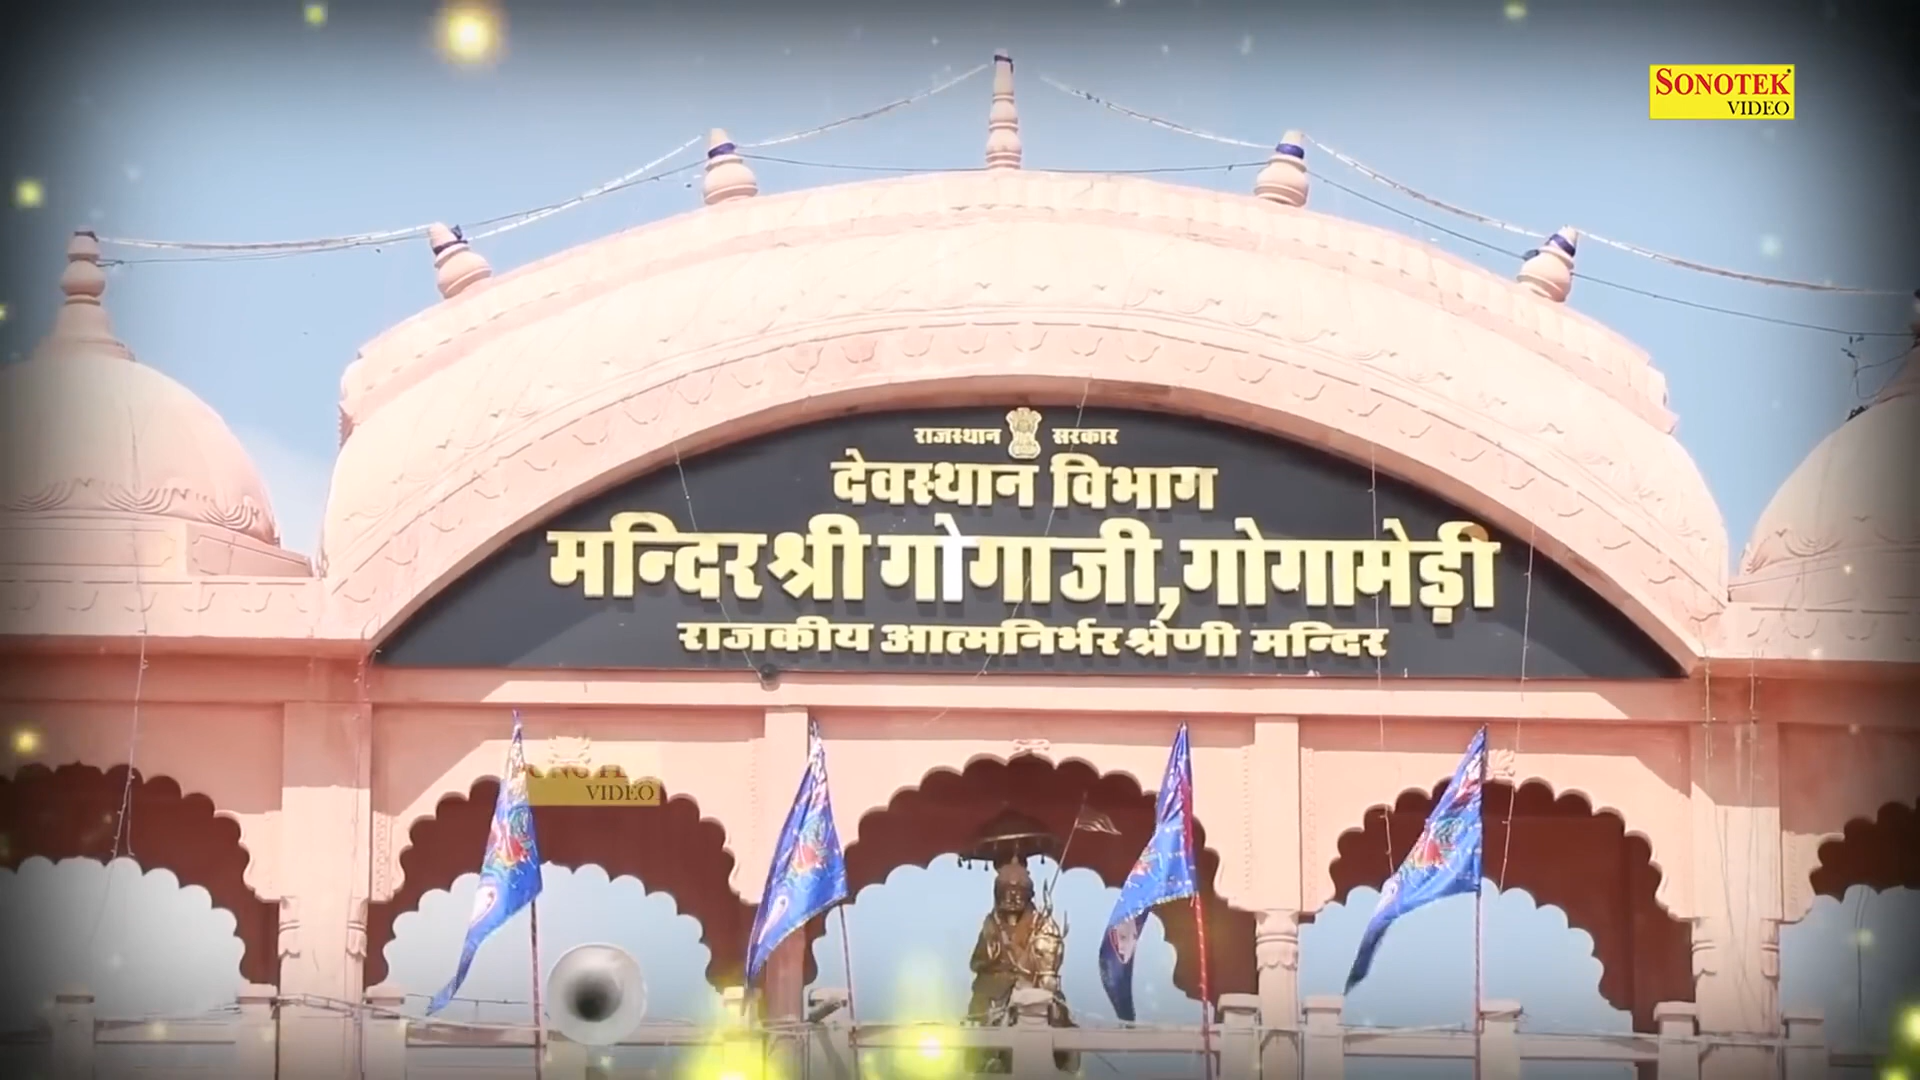 SONOTEK
VIDEO
राजस्थान सरकार
देवस्थान विभाग
मन्दिर श्री गोगाजी, गोगामेड़ी
राजकीय आत्मनिर्भर श्रेणी मन्दिर
VIDEO